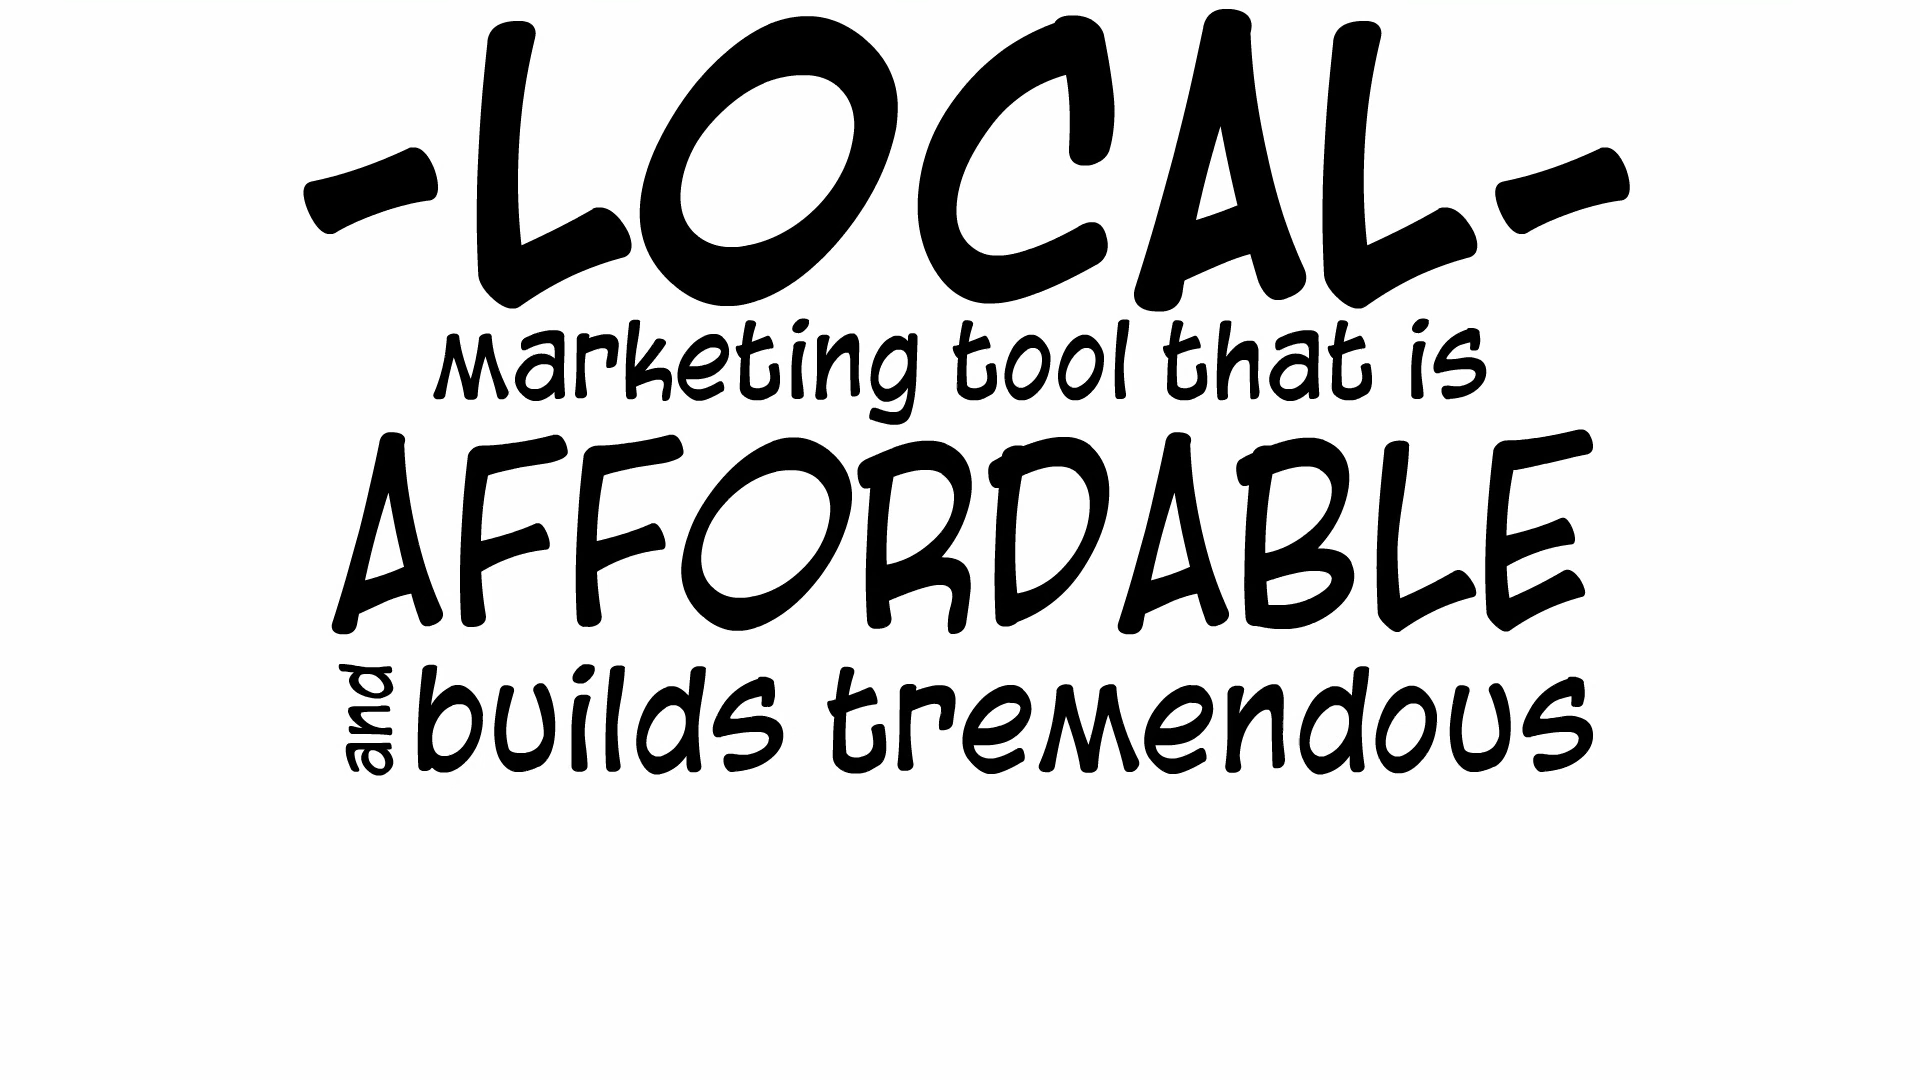 -LOCAL-
marketing tool that is
AFFORDABLE
and builds tremendous